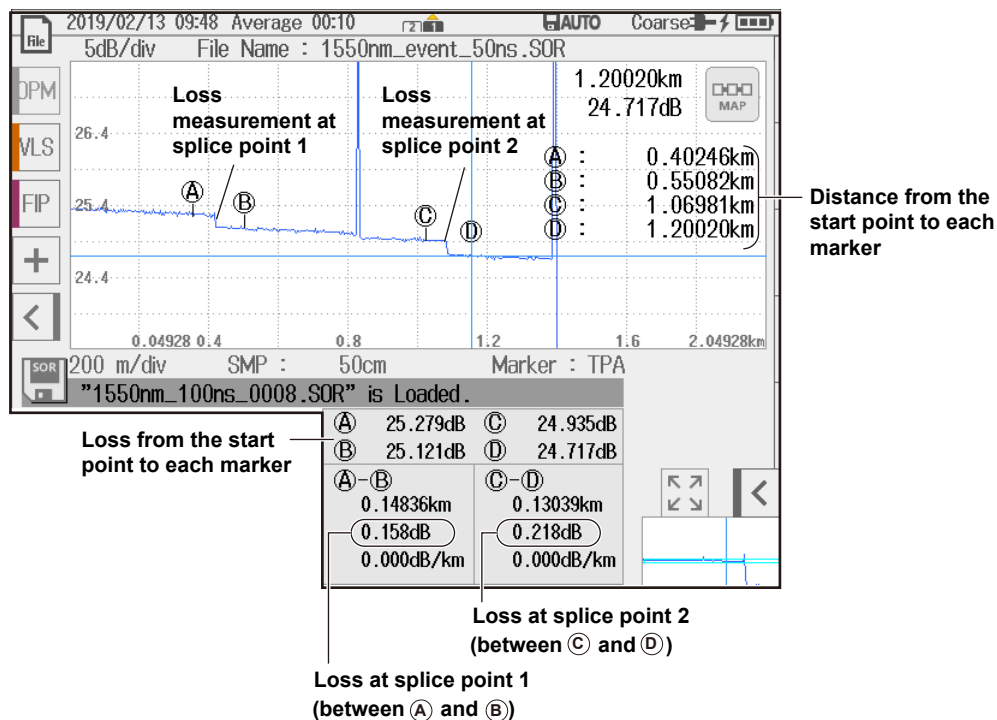 2019/02/13 09:48 Average 00:10 2 1 AUTO Coarse
File
5dB/div File Name : 1550nm_event_50ns.SOR
OPM
VLS
FIP
+
<
1.20020km
24.717dB
MAP
Loss
measurement at
splice point 1
Loss
measurement at
splice point 2
26.4
25.4
24.4
A B C D
A : 0.40246km
B : 0.55082km
C : 1.06981km
D : 1.20020km
Distance from the
start point to each
marker
0.04928 0.4 0.8 1.2 1.6 2.04928km
SOR
200 m/div SMP : 50cm Marker : TPA
"1550nm_100ns_0008.SOR" is Loaded.
Loss from the start
point to each marker
A 25.279dB C 24.935dB
B 25.121dB D 24.717dB
A-B C-D
0.14836km 0.13039km
0.158dB 0.218dB
0.000dB/km 0.000dB/km
<
Loss at splice point 2
(between C and D)
Loss at splice point 1
(between A and B)